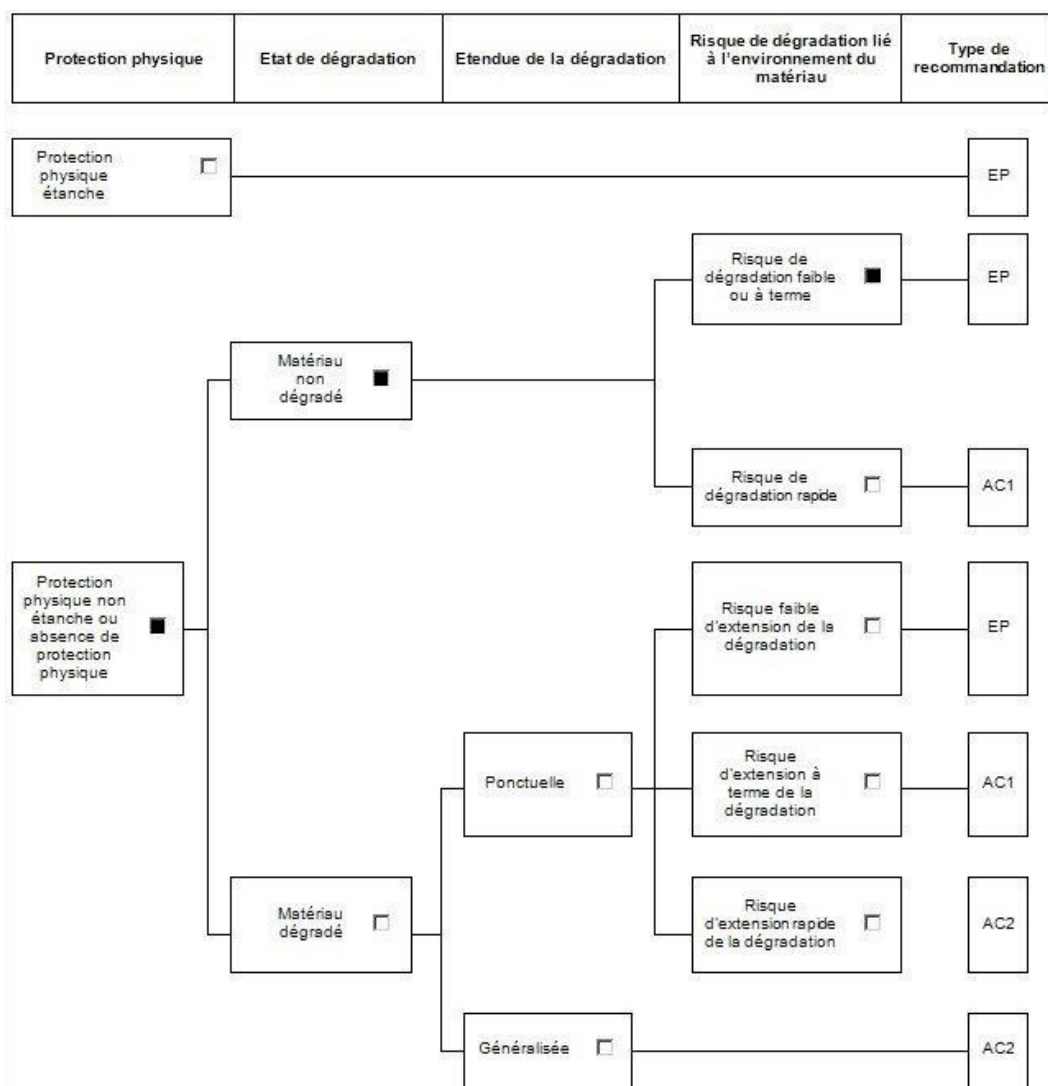 Protection physique
Etat de dégradation
Etendue de la dégradation
Risque de dégradation lié
à l'environnement du
matériau
Type de
recommandation
Protection
physique
étanche
EP
Risque de
dégradation faible
ou à terme
EP
Matériau
non
dégradé
Risque de
dégradation rapide
AC1
Protection
physique non
étanche ou
absence de
protection
physique
Risque faible
d'extension de la
dégradation
EP
Ponctuelle
Risque
d'extension à
terme de la
dégradation
AC1
Matériau
dégradé
Risque
d'extension rapide
de la dégradation
AC2
Généralisée
AC2